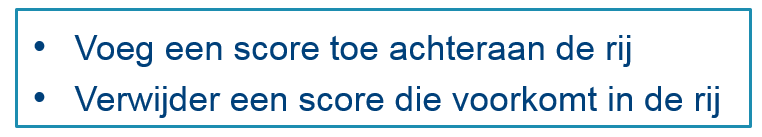 • Voeg een score toe achteraan de rij
• Verwijder een score die voorkomt in de rij